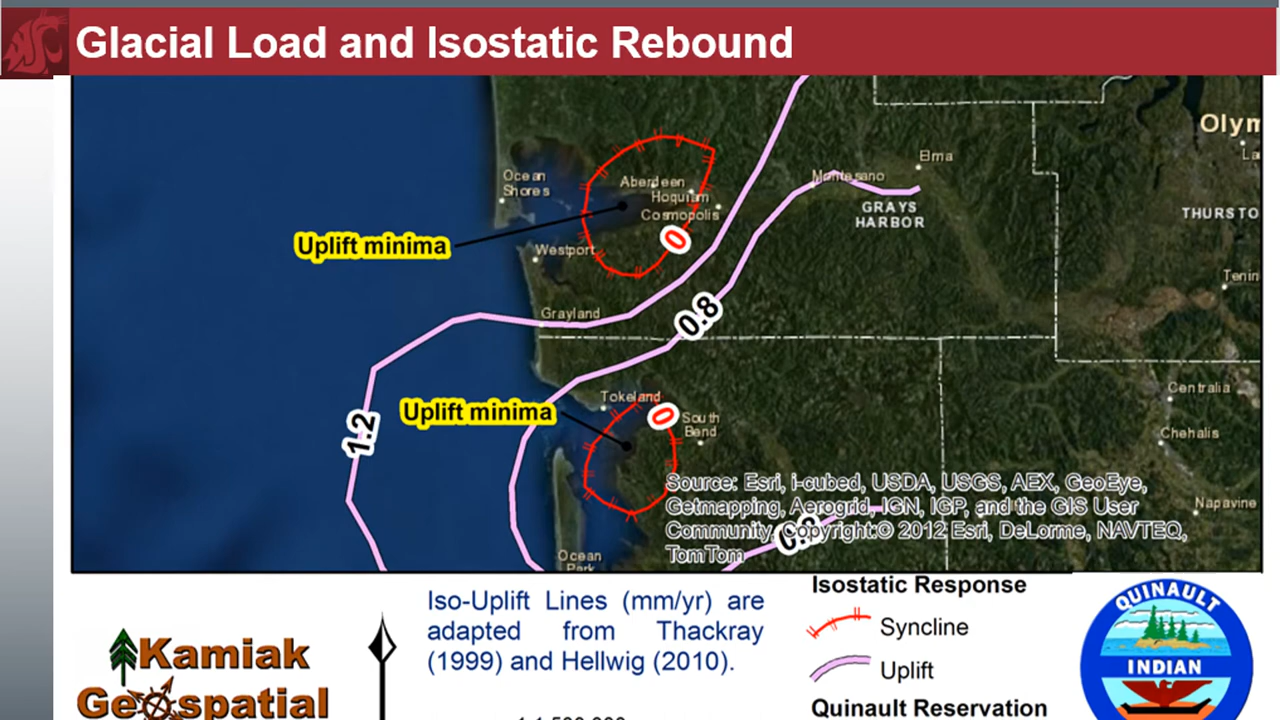 Glacial Load and Isostatic Rebound
Olym
Elma
Ocean
Shores
Aberdeen
Montesano
Hoquiam
Cosmopolis
GRAYS
HARBOR
THURSTO
Uplift minima
0
Westport
Tenin
Grayland
0.8
Centralia
Tokeland
Uplift minima
0
South
Bend
1.2
Chehalis
Source: Esri, i-cubed, USDA, USGS, AEX, GeoEye,
Getmapping, Aerogrid, IGN, IGP, and the GIS User
Community, Copyright:© 2012 Esri, DeLorme, NAVTEQ,
TomTom
Napavine
Ocean
Park
Iso-Uplift Lines (mm/yr) are
adapted from Thackray
(1999) and Hellwig (2010).
Isostatic Response
Syncline
Uplift
Quinault Reservation
Kamiak
Geospatial
QUINAULT
INDIAN